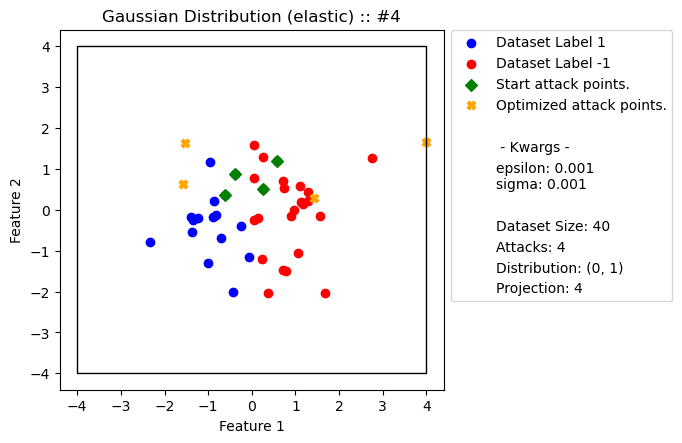 Gaussian Distribution (elastic) :: #4
Feature 2
4
3
2
1
0
−1
−2
−3
−4
−4
−3
−2
−1
0
1
2
3
4
Feature 1
Dataset Label 1
Dataset Label -1
Start attack points.
Optimized attack points.
- Kwargs -
epsilon: 0.001
sigma: 0.001
Dataset Size: 40
Attacks: 4
Distribution: (0, 1)
Projection: 4